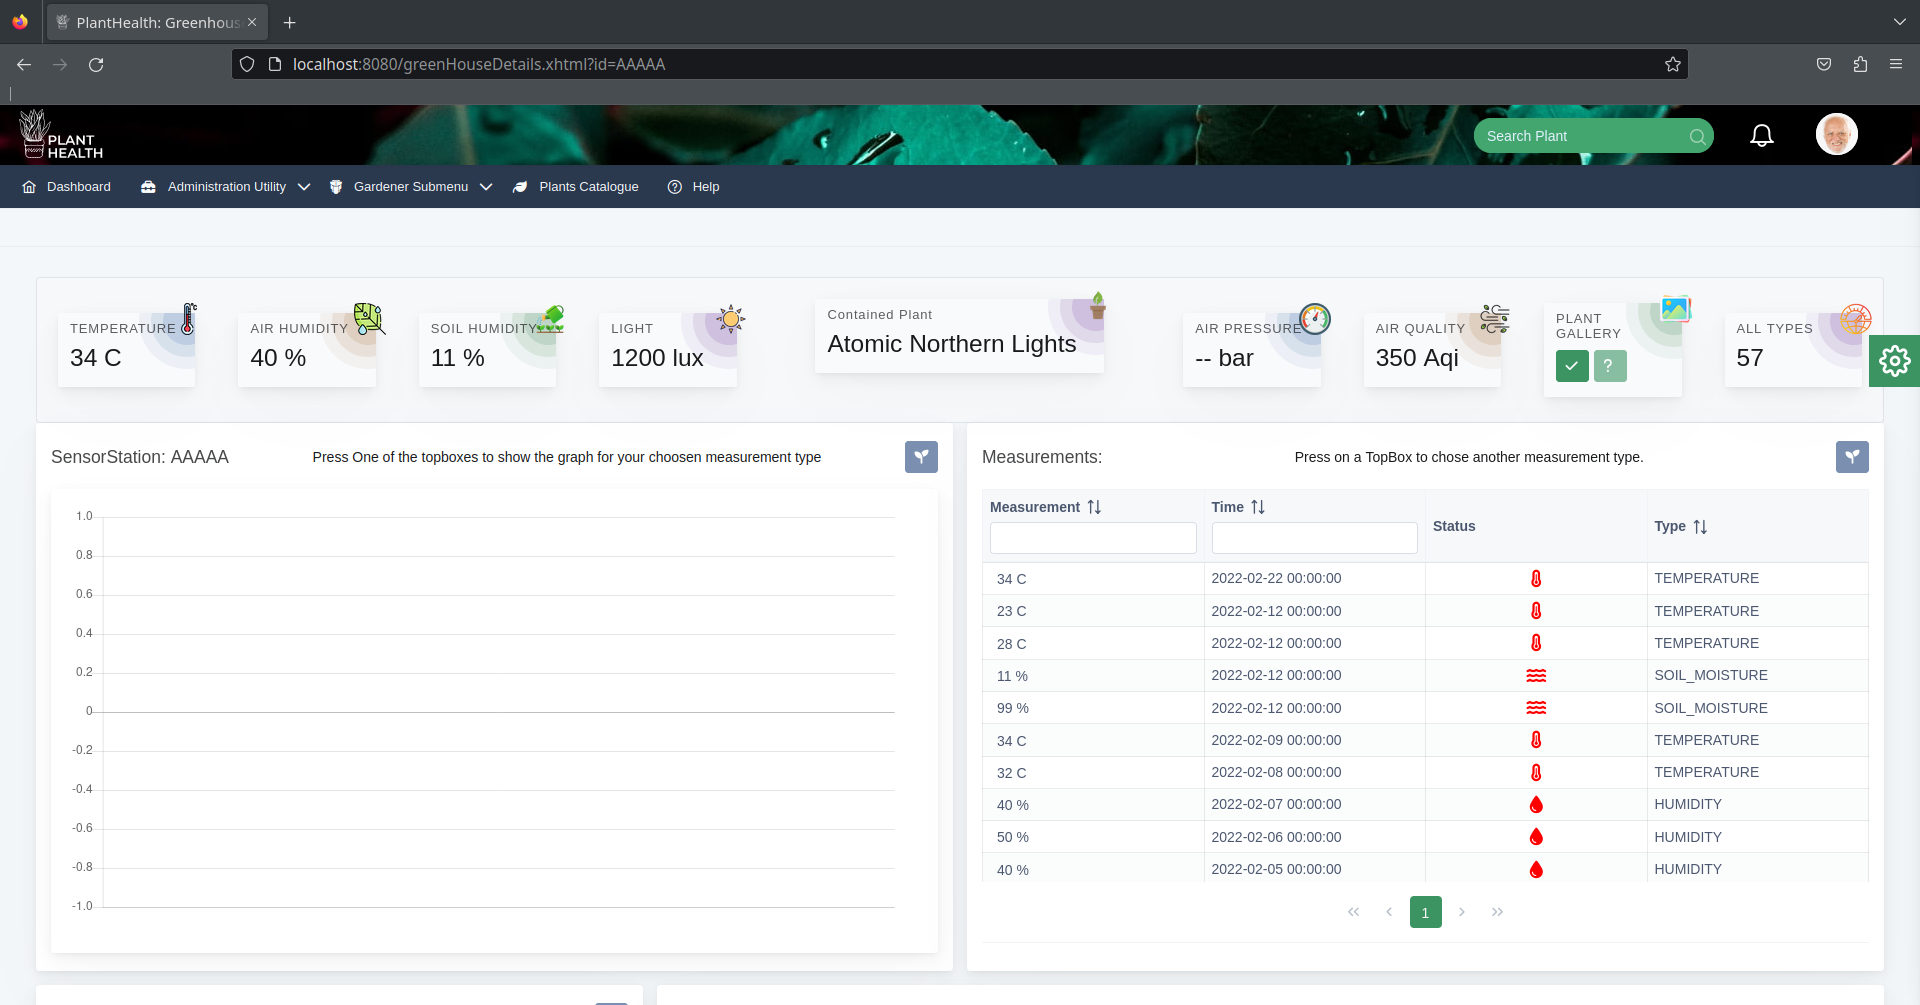 PlantHealth: Greenhous
localhost:8080/greenHouseDetails.xhtml?id=AAAAA
PLANT
HEALTH
Search Plant
Dashboard
Administration Utility
Gardener Submenu
Plants Catalogue
Help
TEMPERATURE
34 C
AIR HUMIDITY
40 %
SOIL HUMIDITY
11 %
LIGHT
1200 lux
Contained Plant
Atomic Northern Lights
AIR PRESSURE
-- bar
AIR QUALITY
350 Aqi
PLANT
GALLERY
?
ALL TYPES
57
SensorStation: AAAAA
Press One of the topboxes to show the graph for your choosen measurement type
1.0
0.8
0.6
0.4
0.2
0
-0.2
-0.4
-0.6
-0.8
-1.0
Measurements:
Press on a TopBox to chose another measurement type.
Measurement Time Status Type
34 C 2022-02-22 00:00:00 TEMPERATURE
23 C 2022-02-12 00:00:00 TEMPERATURE
28 C 2022-02-12 00:00:00 TEMPERATURE
11 % 2022-02-12 00:00:00 SOIL_MOISTURE
99 % 2022-02-12 00:00:00 SOIL_MOISTURE
34 C 2022-02-09 00:00:00 TEMPERATURE
32 C 2022-02-08 00:00:00 TEMPERATURE
40 % 2022-02-07 00:00:00 HUMIDITY
50 % 2022-02-06 00:00:00 HUMIDITY
40 % 2022-02-05 00:00:00 HUMIDITY
1